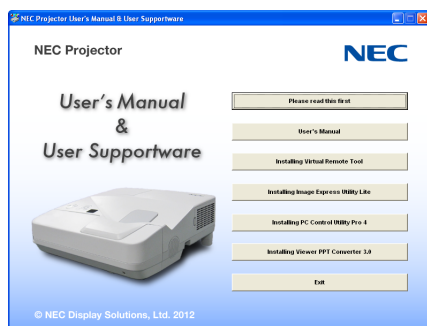 NEC Projector User's Manual & User Supportware
NEC Projector
NEC
User's Manual
&
User Supportware
Please read this first
User's Manual
Installing Virtual Remote Tool
Installing Image Express Utility Lite
Installing PC Control Utility Pro 4
Installing Viewer PPT Converter 3.0
Exit
© NEC Display Solutions, Ltd. 2012